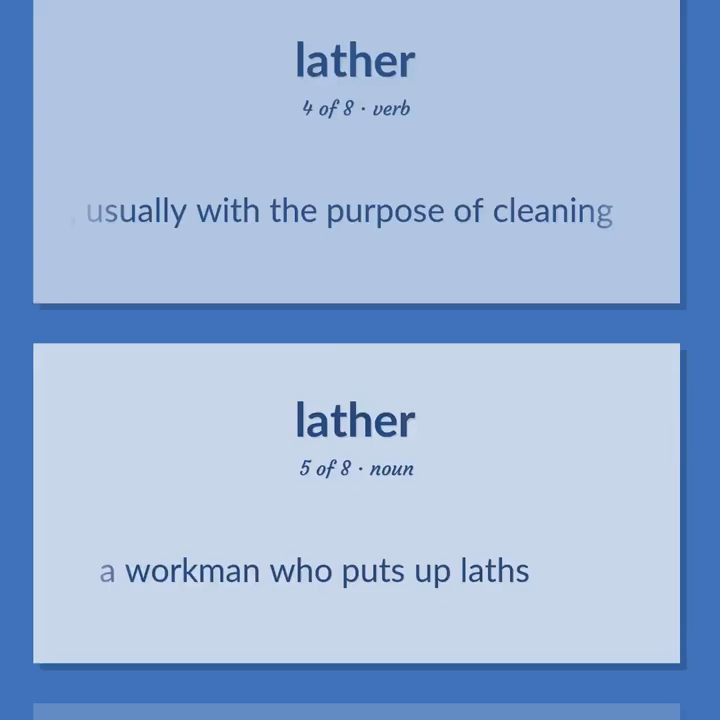 lather
4 of 8 · verb
, usually with the purpose of cleaning
lather
5 of 8 · noun
a workman who puts up laths